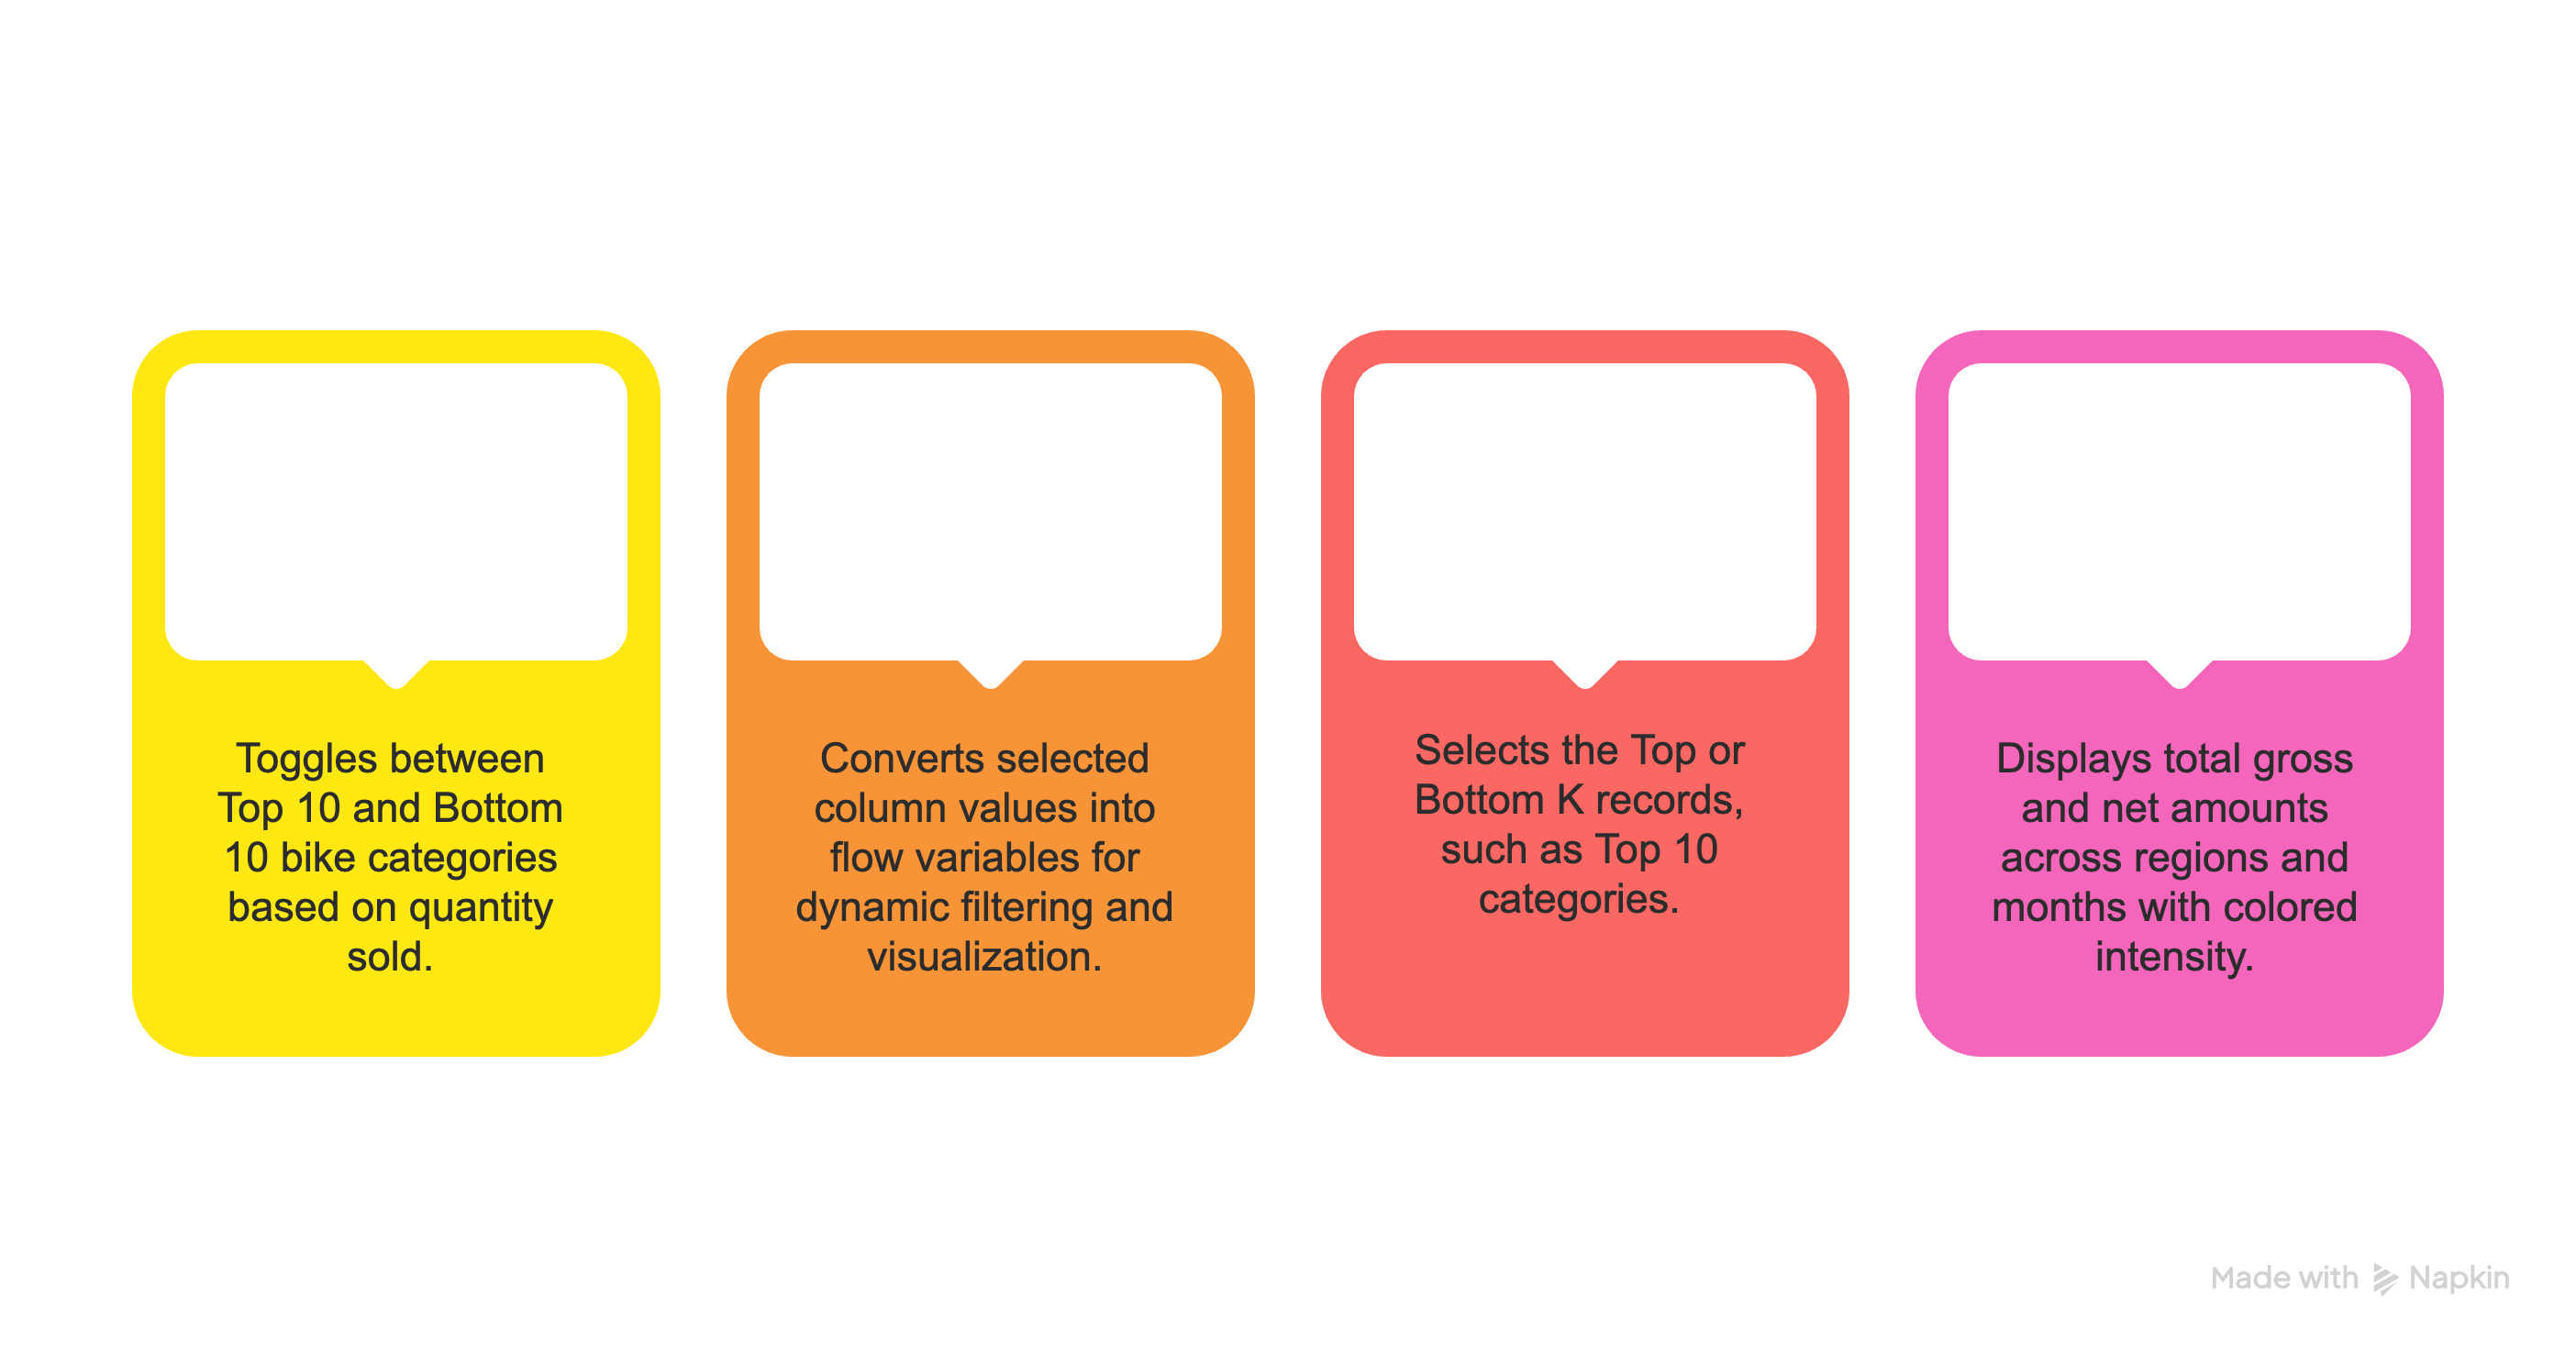 Toggles between
Top 10 and Bottom
10 bike categories
based on quantity
sold.
Converts selected
column values into
flow variables for
dynamic filtering and
visualization.
Selects the Top or
Bottom K records,
such as Top 10
categories.
Displays total gross
and net amounts
across regions and
months with colored
intensity.
Made with Napkin